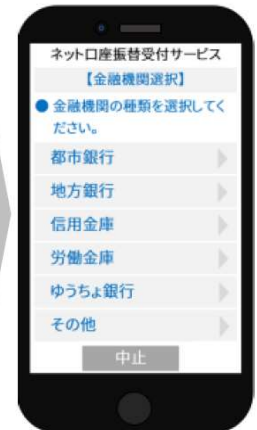 ネット口座振替受付サービス
【金融機関選択】
● 金融機関の種類を選択してく
ださい。
都市銀行
地方銀行
信用金庫
労働金庫
ゆうちょ銀行
その他
中止